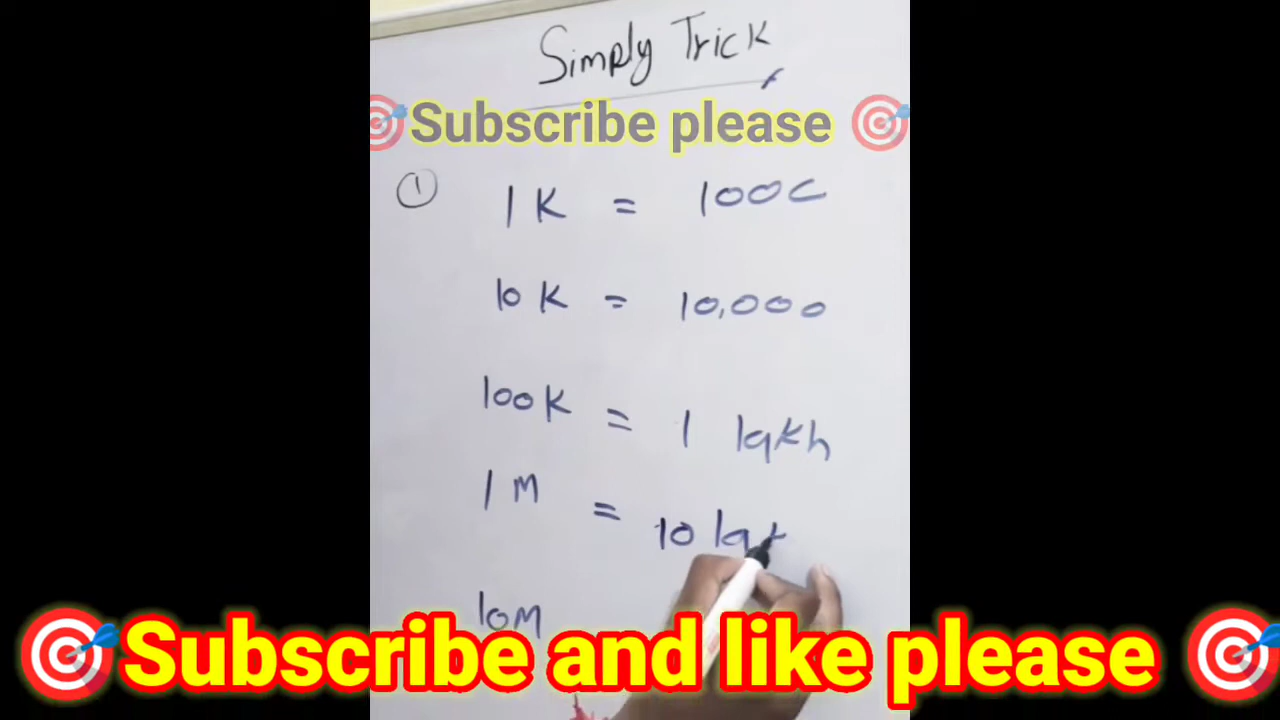 Simply Trick
🎯Subscribe please 🎯
① 1K = 1000
10K = 10,000
100K = 1 lakh
1M = 10 lak
10M
🎯Subscribe and like please 🎯